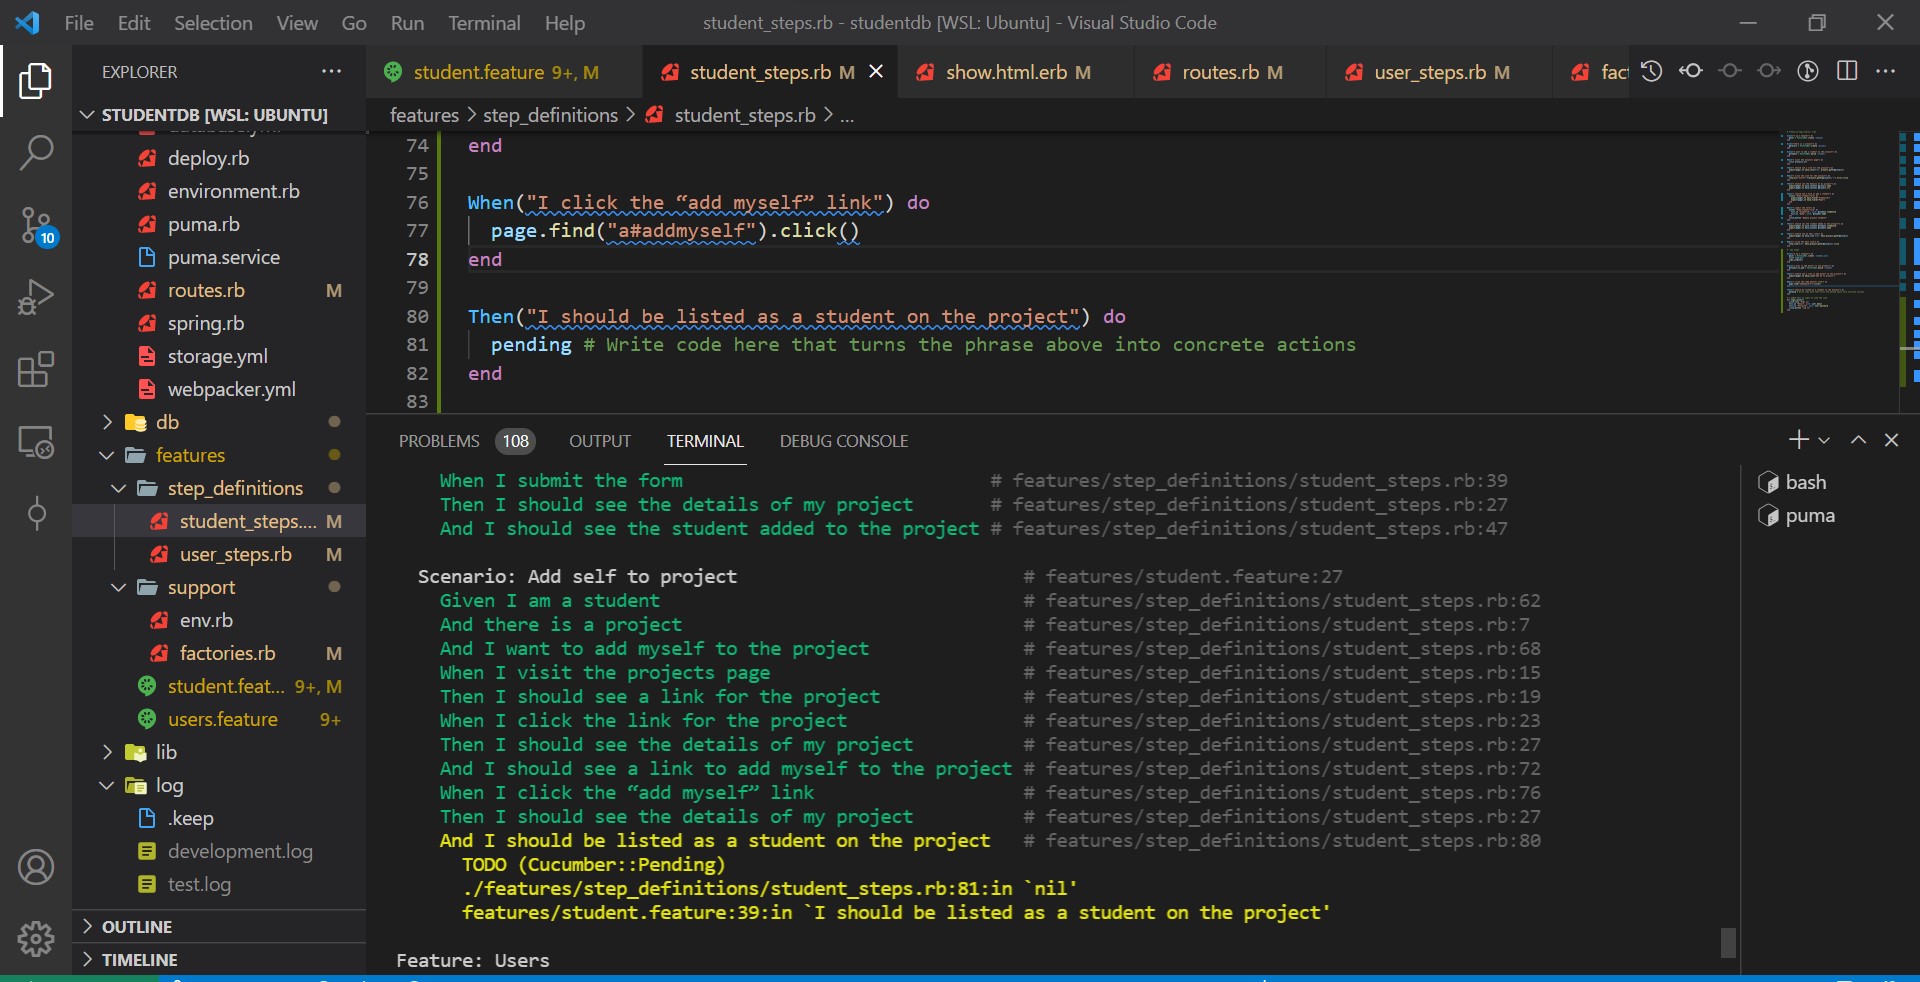 File Edit Selection View Go Run Terminal Help student_steps.rb - studentdb [WSL: Ubuntu] - Visual Studio Code
EXPLORER
student.feature 9+, M student_steps.rb M show.html.erb M routes.rb M user_steps.rb M
STUDENTDB [WSL: UBUNTU]
features > step_definitions > student_steps.rb > ...
deploy.rb
environment.rb
puma.rb
puma.service
routes.rb M
spring.rb
storage.yml
webpacker.yml
db
features
step_definitions
student_steps.... M
user_steps.rb M
support
env.rb
factories.rb M
student.feat... 9+, M
users.feature 9+
lib
log
.keep
development.log
test.log
OUTLINE
TIMELINE
10
74 end
75
76 When("I click the “add myself” link") do
77 page.find("a#addmyself").click()
78 end
79
80 Then("I should be listed as a student on the project") do
81 pending # Write code here that turns the phrase above into concrete actions
82 end
83
PROBLEMS 108 OUTPUT TERMINAL DEBUG CONSOLE
When I submit the form # features/step_definitions/student_steps.rb:39
Then I should see the details of my project # features/step_definitions/student_steps.rb:27
And I should see the student added to the project # features/step_definitions/student_steps.rb:47
Scenario: Add self to project # features/student.feature:27
Given I am a student # features/step_definitions/student_steps.rb:62
And there is a project # features/step_definitions/student_steps.rb:7
And I want to add myself to the project # features/step_definitions/student_steps.rb:68
When I visit the projects page # features/step_definitions/student_steps.rb:15
Then I should see a link for the project # features/step_definitions/student_steps.rb:19
When I click the link for the project # features/step_definitions/student_steps.rb:23
Then I should see the details of my project # features/step_definitions/student_steps.rb:27
And I should see a link to add myself to the project # features/step_definitions/student_steps.rb:72
When I click the “add myself” link # features/step_definitions/student_steps.rb:76
Then I should see the details of my project # features/step_definitions/student_steps.rb:27
And I should be listed as a student on the project # features/step_definitions/student_steps.rb:80
TODO (Cucumber::Pending)
./features/step_definitions/student_steps.rb:81:in `nil'
features/student.feature:39:in `I should be listed as a student on the project'
Feature: Users
bash
puma